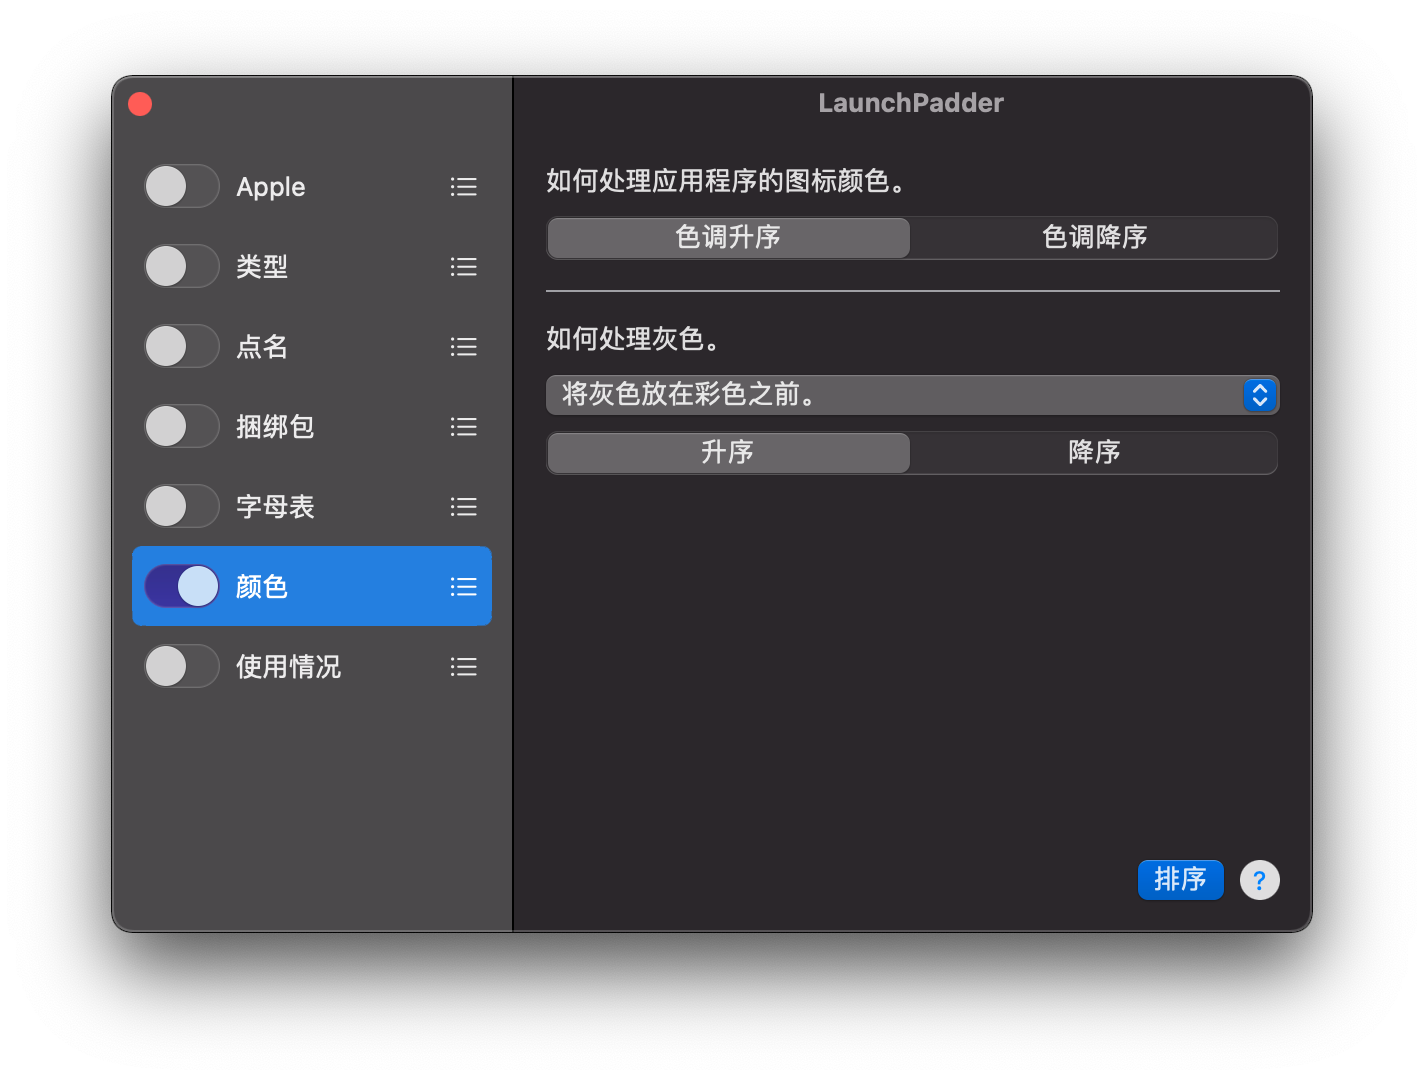 LaunchPadder
Apple
类型
点名
捆绑包
字母表
颜色
使用情况
如何处理应用程序的图标颜色。
色调升序 色调降序
如何处理灰色。
将灰色放在彩色之前。
升序 降序
排序 ?